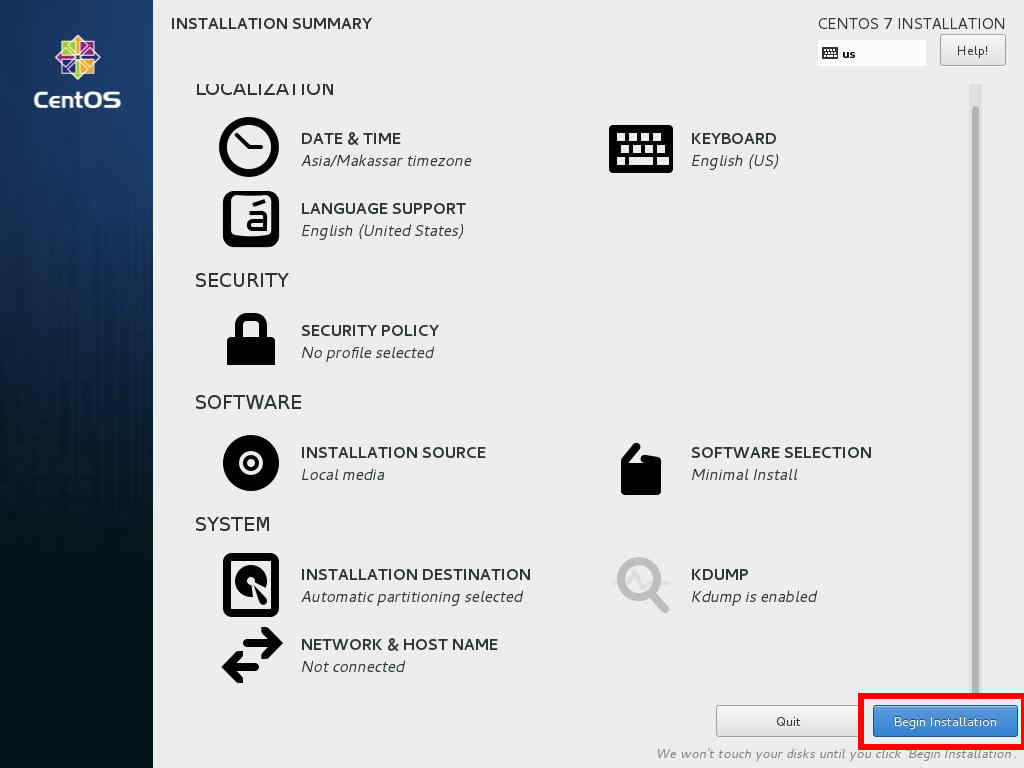 INSTALLATION SUMMARY
CENTOS 7 INSTALLATION
us
Help!
CentOS
LOCALIZATION
DATE & TIME
Asia/Makassar timezone
KEYBOARD
English (US)
LANGUAGE SUPPORT
English (United States)
SECURITY
SECURITY POLICY
No profile selected
SOFTWARE
INSTALLATION SOURCE
Local media
SOFTWARE SELECTION
Minimal Install
SYSTEM
INSTALLATION DESTINATION
Automatic partitioning selected
KDUMP
Kdump is enabled
NETWORK & HOST NAME
Not connected
Quit
Begin Installation
We won't touch your disks until you click 'Begin Installation'.